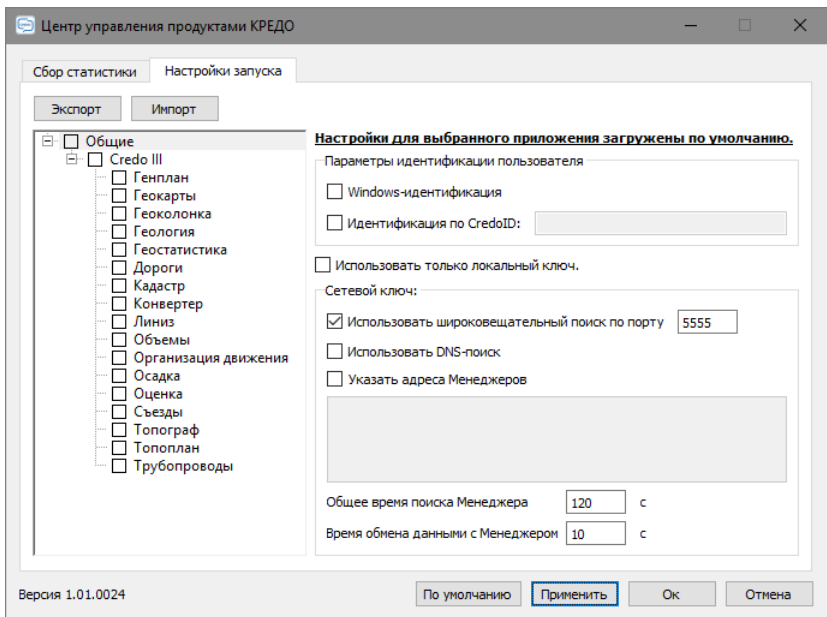 Центр управления продуктами КРЕДО
Сбор статистики Настройки запуска
Экспорт Импорт
Общие
Credo III
Генплан
Геокарты
Геоколонка
Геология
Геостатистика
Дороги
Кадастр
Конвертер
Линиз
Объемы
Организация движения
Осадка
Оценка
Съезды
Топограф
Топоплан
Трубопроводы
Настройки для выбранного приложения загружены по умолчанию.
Параметры идентификации пользователя
Windows-идентификация
Идентификация по CredoID:
Использовать только локальный ключ.
Сетевой ключ:
Использовать широковещательный поиск по порту 5555
Использовать DNS-поиск
Указать адреса Менеджеров
Общее время поиска Менеджера 120 с
Время обмена данными с Менеджером 10 с
Версия 1.01.0024 По умолчанию Применить Ок Отмена